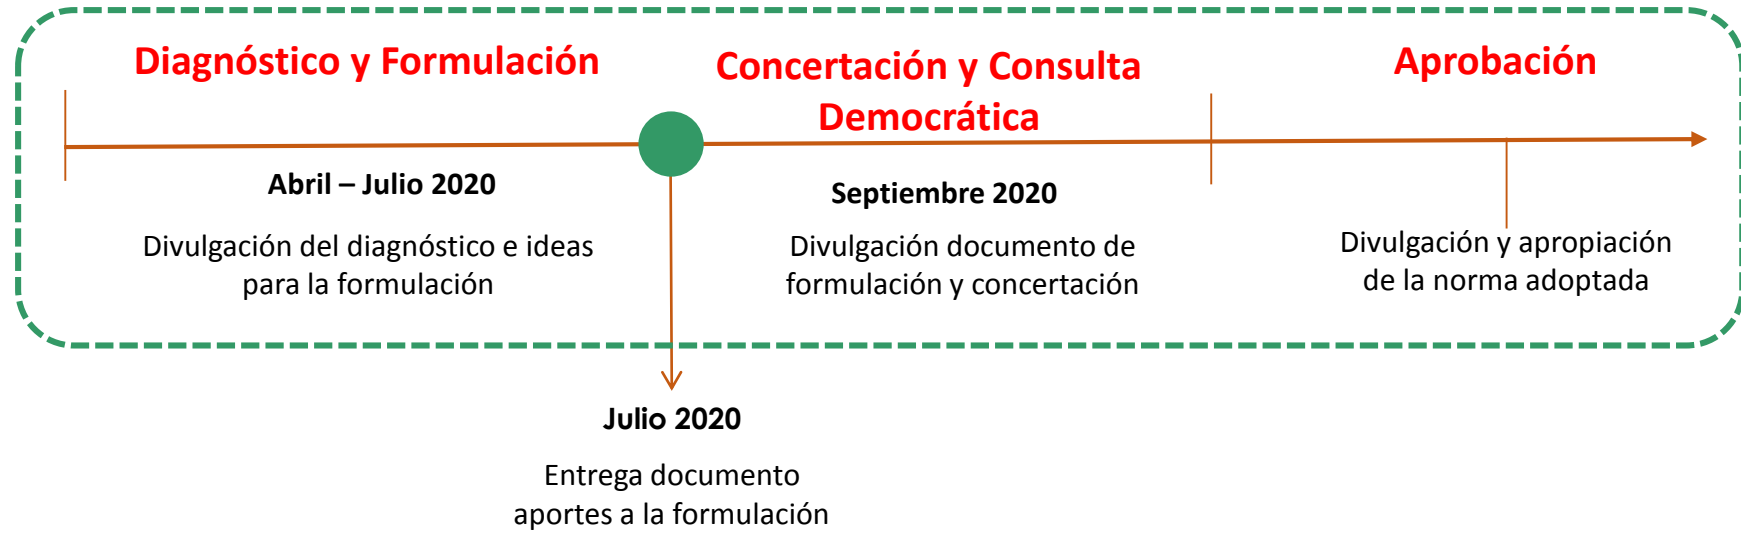 Diagnóstico y Formulación
Abril – Julio 2020
Divulgación del diagnóstico e ideas
para la formulación
Concertación y Consulta
Democrática
Septiembre 2020
Divulgación documento de
formulación y concertación
Aprobación
Divulgación y apropiación
de la norma adoptada
Julio 2020
Entrega documento
aportes a la formulación